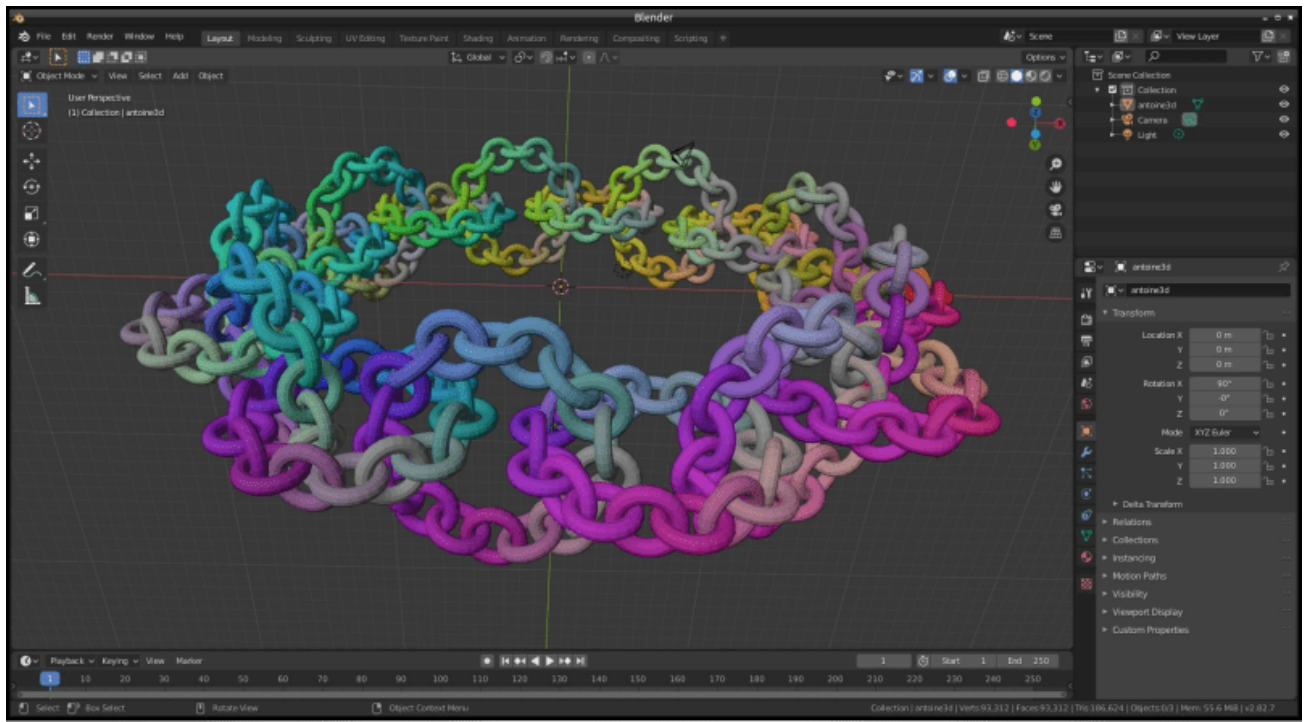 Blender
File Edit Render Window Help Layout Modeling Sculpting UV Editing Texture Paint Shading Animation Rendering Compositing Scripting + Scene View Layer
Global Options
Object Mode View Select Add Object
User Perspective
(1) Collection | antoine3d
Scene Collection
Collection
antoine3d
Camera
Light
antoine3d
antoine3d
Transform
Location X 0 m
Y 0 m
Z 0 m
Rotation X 90°
Y -0°
Z 0°
Mode XYZ Euler
Scale X 1.000
Y 1.000
Z 1.000
Delta Transform
Relations
Collections
Instancing
Motion Paths
Visibility
Viewport Display
Custom Properties
Playback Keying View Marker 1 Start 1 End 250
1 10 20 30 40 50 60 70 80 90 100 110 120 130 140 150 160 170 180 190 200 210 220 230 240 250
Select Box Select Rotate View Object Context Menu Collection | antoine3d | Verts:93,312 | Faces:93,312 | Tris:186,624 | Objects:0/3 | Mem: 55.6 MiB | v2.82.7